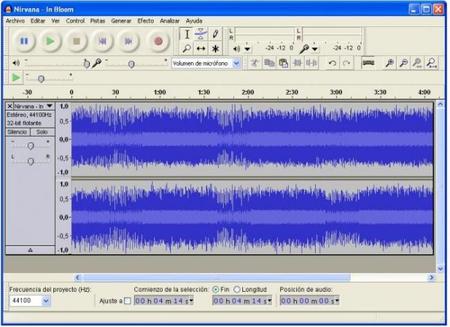 Nirvana - In Bloom
Archivo Editar Ver Control Pistas Generar Efecto Analizar Ayuda
L
R
-24 -12 0
L
R
-24 -12 0
Volumen de micrófono
-30 0 30 1:00 1:30 2:00 2:30 3:00 3:30 4:00
Nirvana - In
Estéreo, 44100Hz
32-bit flotante
Silencio Solo
- +
L R
1,0
0,5
0,0
-0,5
-1,0
1,0
0,5
0,0
-0,5
-1,0
Frecuencia del proyecto (Hz):
44100
Ajuste a
Comienzo de la selección:
Fin Longitud
Posición de audio:
00 h 04 m 14 s
00 h 04 m 14 s
00 h 00 m 00 s